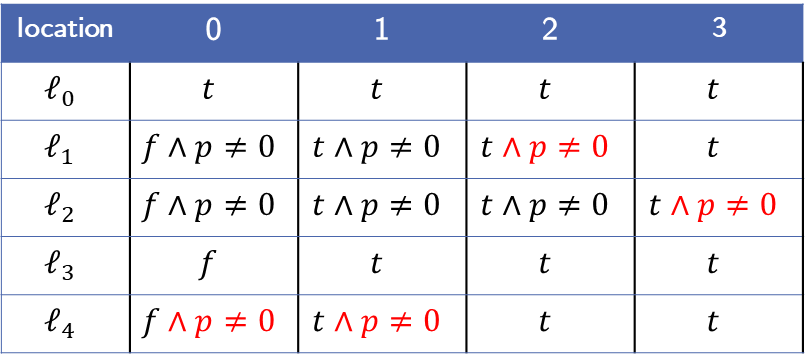 location 0 1 2 3
ℓ₀ t t t t
ℓ₁ f ∧ p ≠ 0 t ∧ p ≠ 0 t ∧ p ≠ 0 t
ℓ₂ f ∧ p ≠ 0 t ∧ p ≠ 0 t ∧ p ≠ 0 t ∧ p ≠ 0
ℓ₃ f t t t
ℓ₄ f ∧ p ≠ 0 t ∧ p ≠ 0 t t